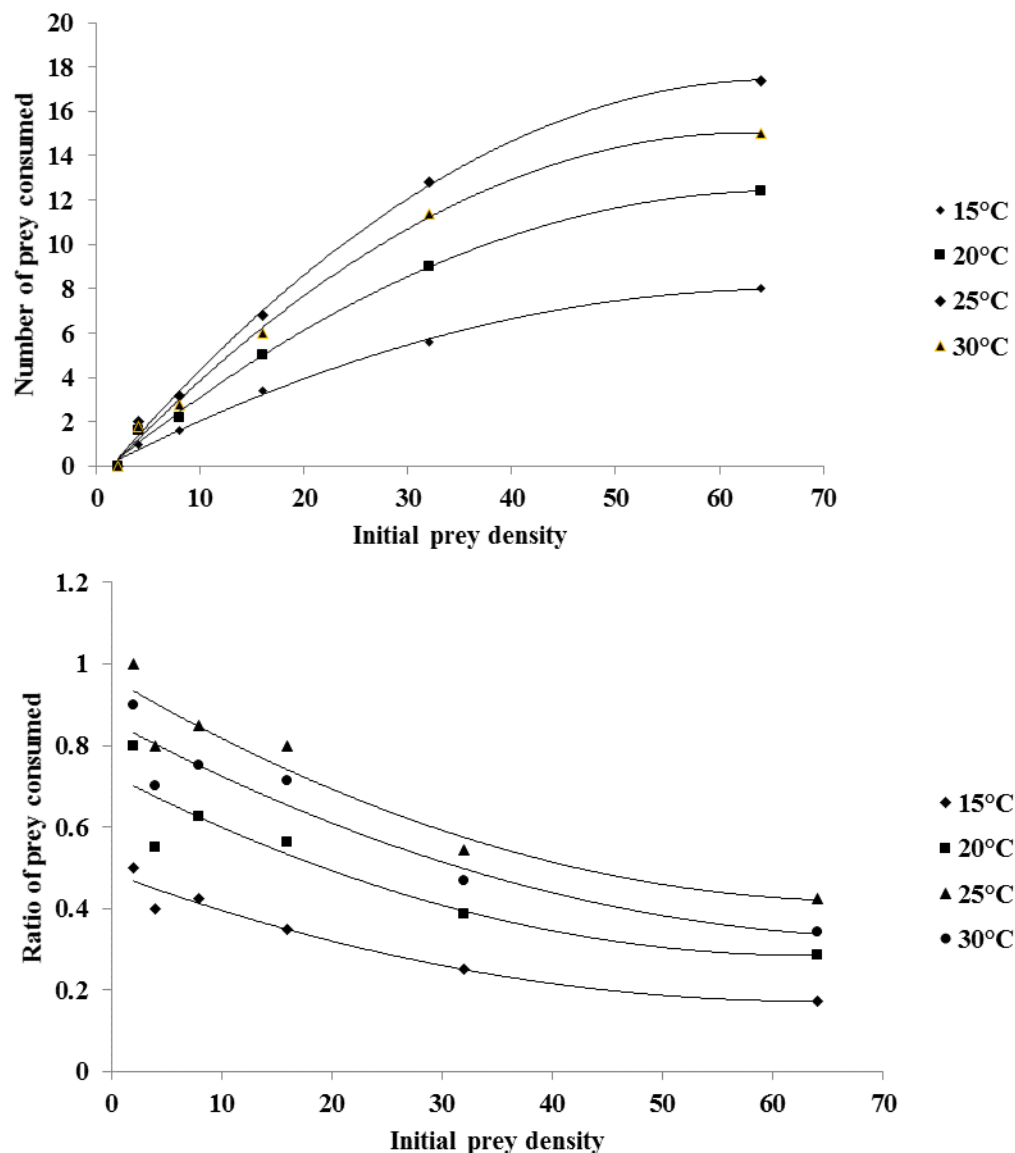 Number of prey consumed
20
18
16
14
12
10
8
6
4
2
0
0 10 20 30 40 50 60 70
Initial prey density
15°C
20°C
25°C
30°C
Ratio of prey consumed
1.2
1
0.8
0.6
0.4
0.2
0
0 10 20 30 40 50 60 70
Initial prey density
15°C
20°C
25°C
30°C